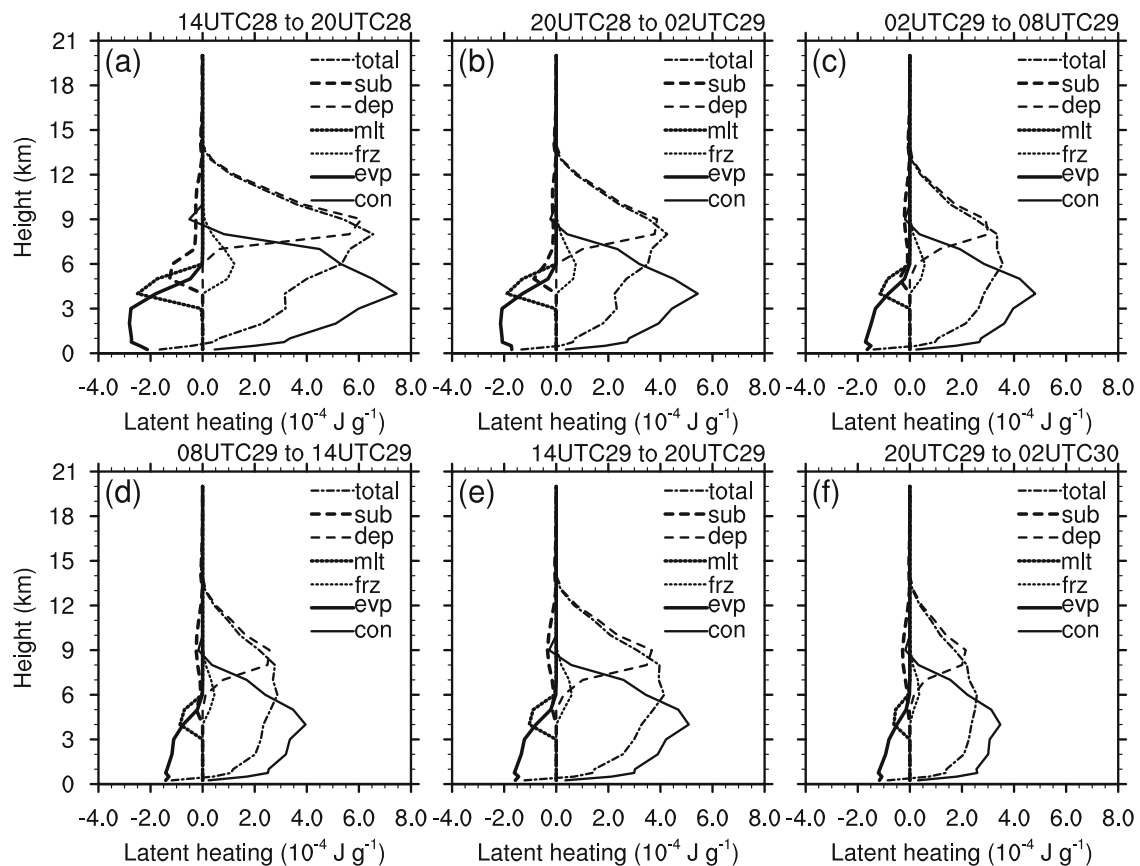 14UTC28 to 20UTC28
20UTC28 to 02UTC29
02UTC29 to 08UTC29
(a)
total
sub
dep
mlt
frz
evp
con
(b)
total
sub
dep
mlt
frz
evp
con
(c)
total
sub
dep
mlt
frz
evp
con
21
18
15
12
9
6
3
0
Height (km)
-4.0 -2.0 0.0 2.0 4.0 6.0 8.0
-4.0 -2.0 0.0 2.0 4.0 6.0 8.0
-4.0 -2.0 0.0 2.0 4.0 6.0 8.0
Latent heating (10⁻⁴ J g⁻¹)
Latent heating (10⁻⁴ J g⁻¹)
Latent heating (10⁻⁴ J g⁻¹)
08UTC29 to 14UTC29
14UTC29 to 20UTC29
20UTC29 to 02UTC30
(d)
total
sub
dep
mlt
frz
evp
con
(e)
total
sub
dep
mlt
frz
evp
con
(f)
total
sub
dep
mlt
frz
evp
con
21
18
15
12
9
6
3
0
Height (km)
-4.0 -2.0 0.0 2.0 4.0 6.0 8.0
-4.0 -2.0 0.0 2.0 4.0 6.0 8.0
-4.0 -2.0 0.0 2.0 4.0 6.0 8.0
Latent heating (10⁻⁴ J g⁻¹)
Latent heating (10⁻⁴ J g⁻¹)
Latent heating (10⁻⁴ J g⁻¹)